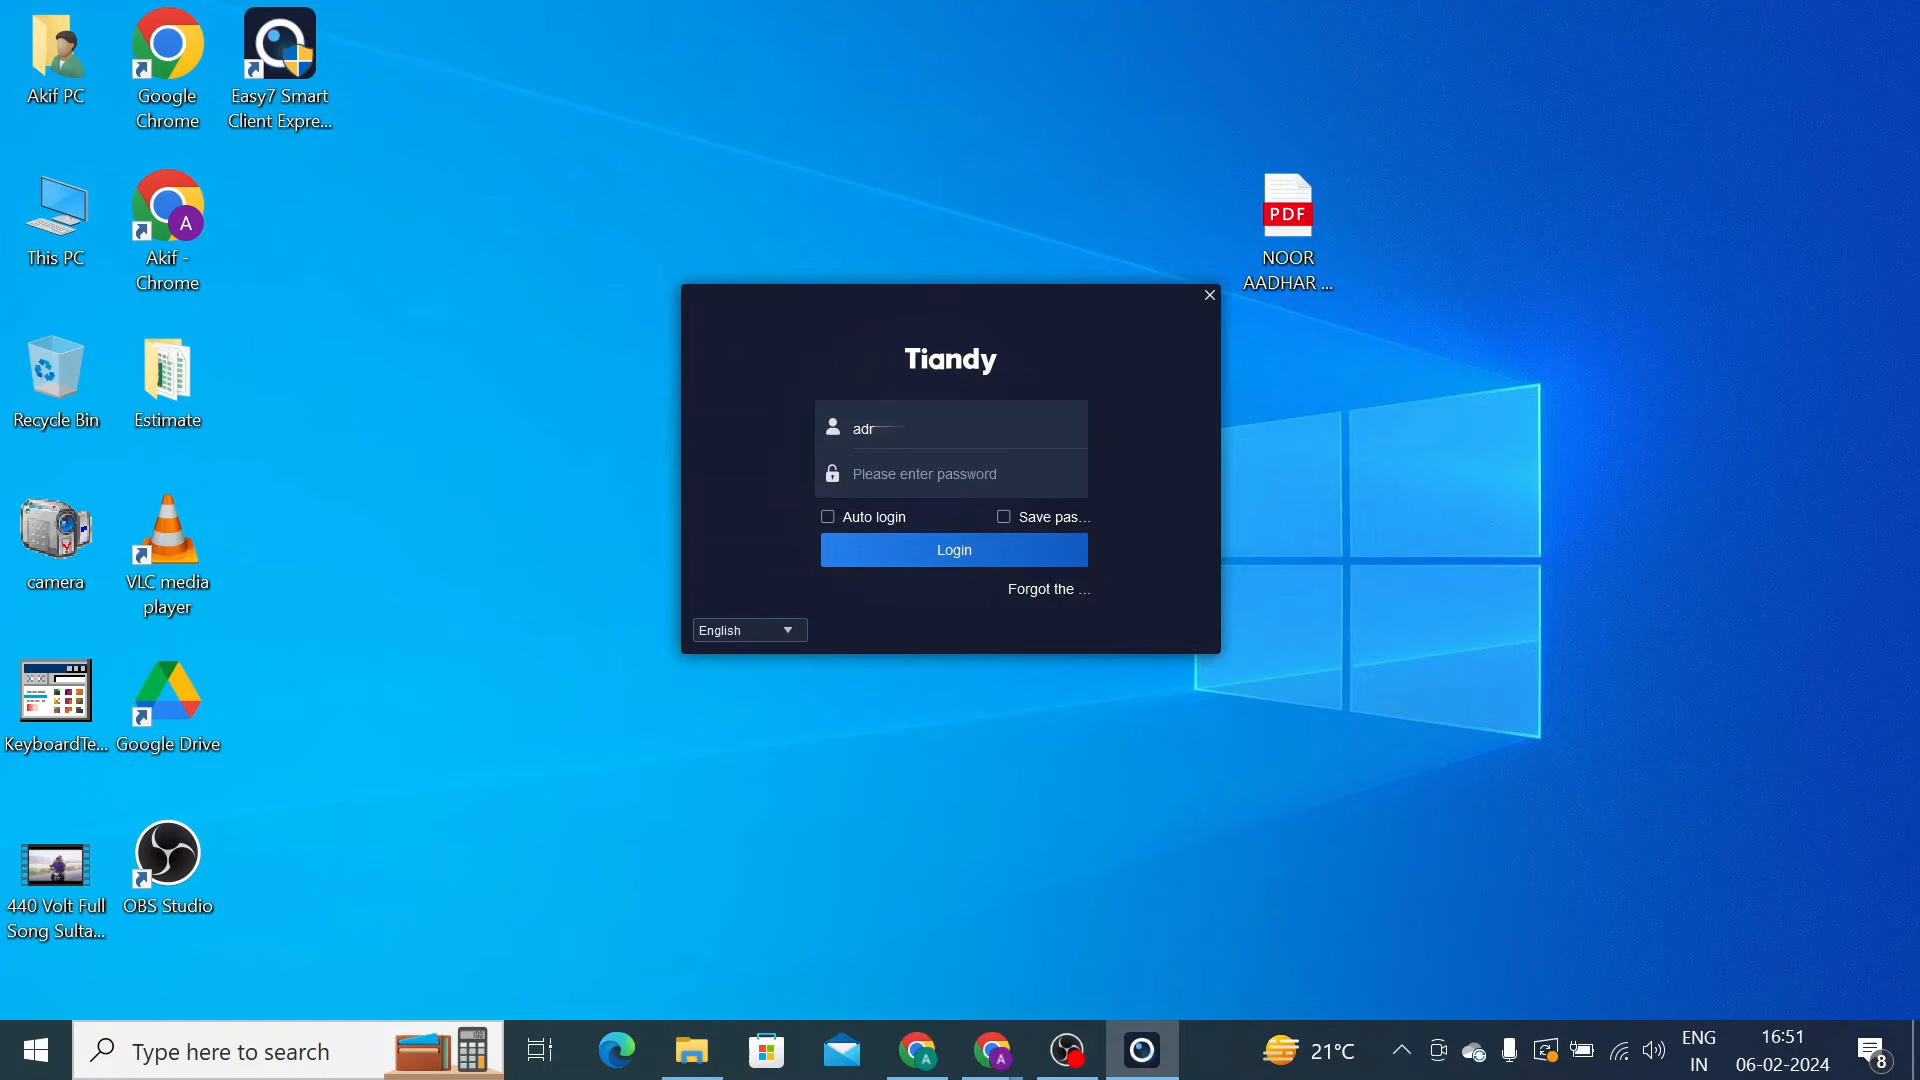 Akif PC
Google
Chrome
Easy7 Smart
Client Expre...
This PC
A
Akif -
Chrome
Recycle Bin
Estimate
camera
VLC media
player
KeyboardTe...
Google Drive
440 Volt Full
Song Sulta...
OBS Studio
PDF
NOOR
AADHAR ...
Tiandy
Please enter password
Auto login
Save pas...
Login
Forgot the ...
English
Type here to search
A
A
21°C
ENG
IN
16:51
06-02-2024
8